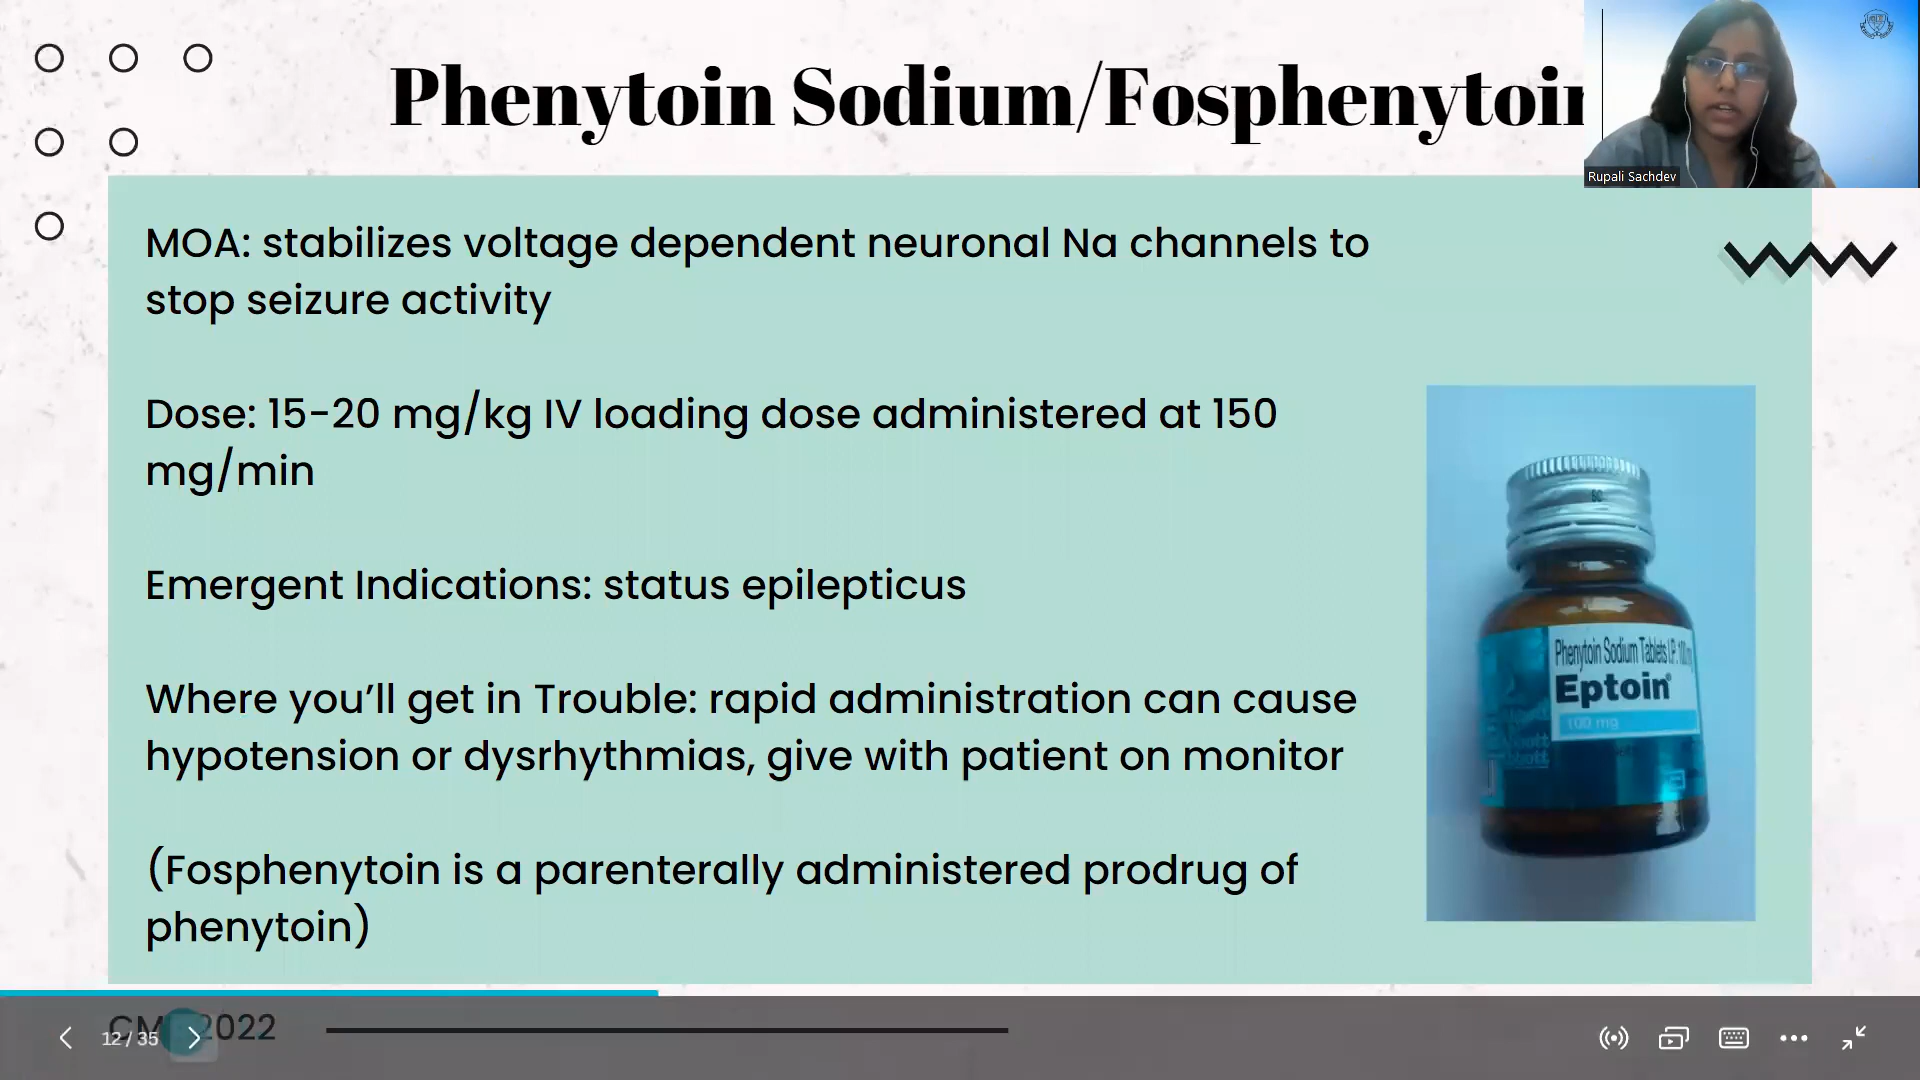 Phenytoin Sodium/Fosphenytoin
Rupali Sachdev
MOA: stabilizes voltage dependent neuronal Na channels to
stop seizure activity
Dose: 15-20 mg/kg IV loading dose administered at 150
mg/min
Emergent Indications: status epilepticus
Where you’ll get in Trouble: rapid administration can cause
hypotension or dysrhythmias, give with patient on monitor
(Fosphenytoin is a parenterally administered prodrug of
phenytoin)
Phenytoin Sodium Tablets I.P. 100
Eptoin
100 mg
2022
12 / 35